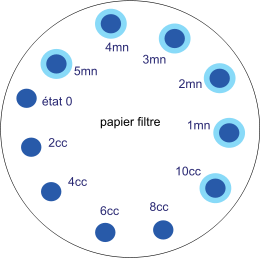 4mn
3mn
5mn
2mn
état 0
papier filtre
1mn
2cc
10cc
4cc
6cc
8cc